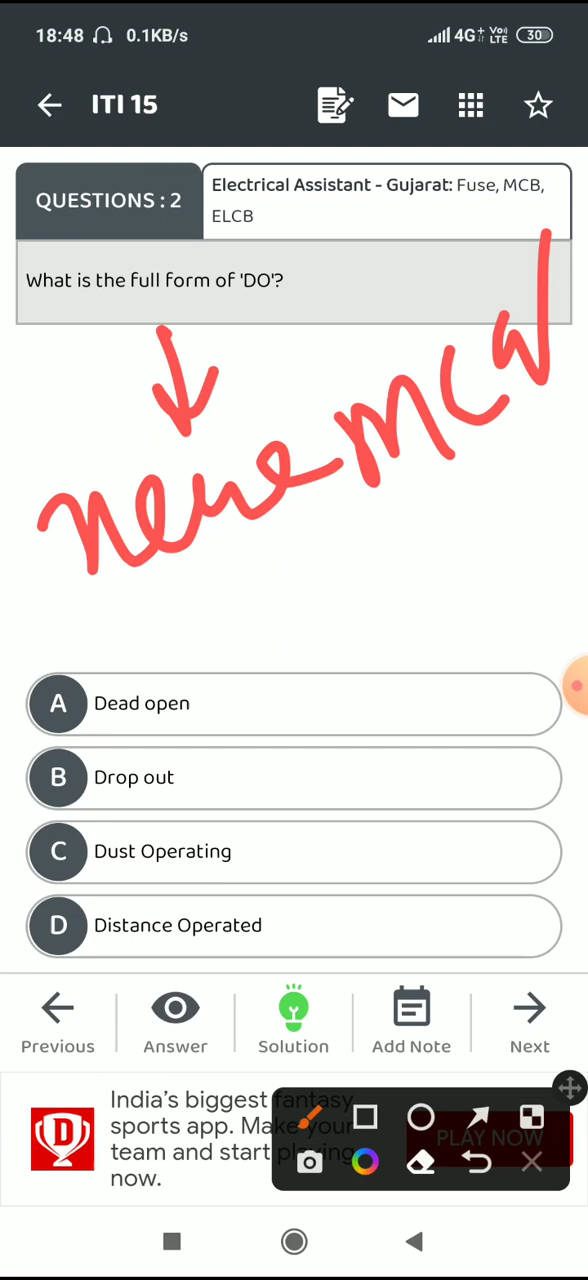 18:48 0.1KB/s 4G+ Vo) LTE 30
ITI 15
QUESTIONS : 2
Electrical Assistant - Gujarat: Fuse, MCB,
ELCB
What is the full form of 'DO'?
A Dead open
B Drop out
C Dust Operating
D Distance Operated
Previous Answer Solution Add Note Next
India's biggest fantasy
sports app. Make your
team and start playing
now.
PLAY NOW